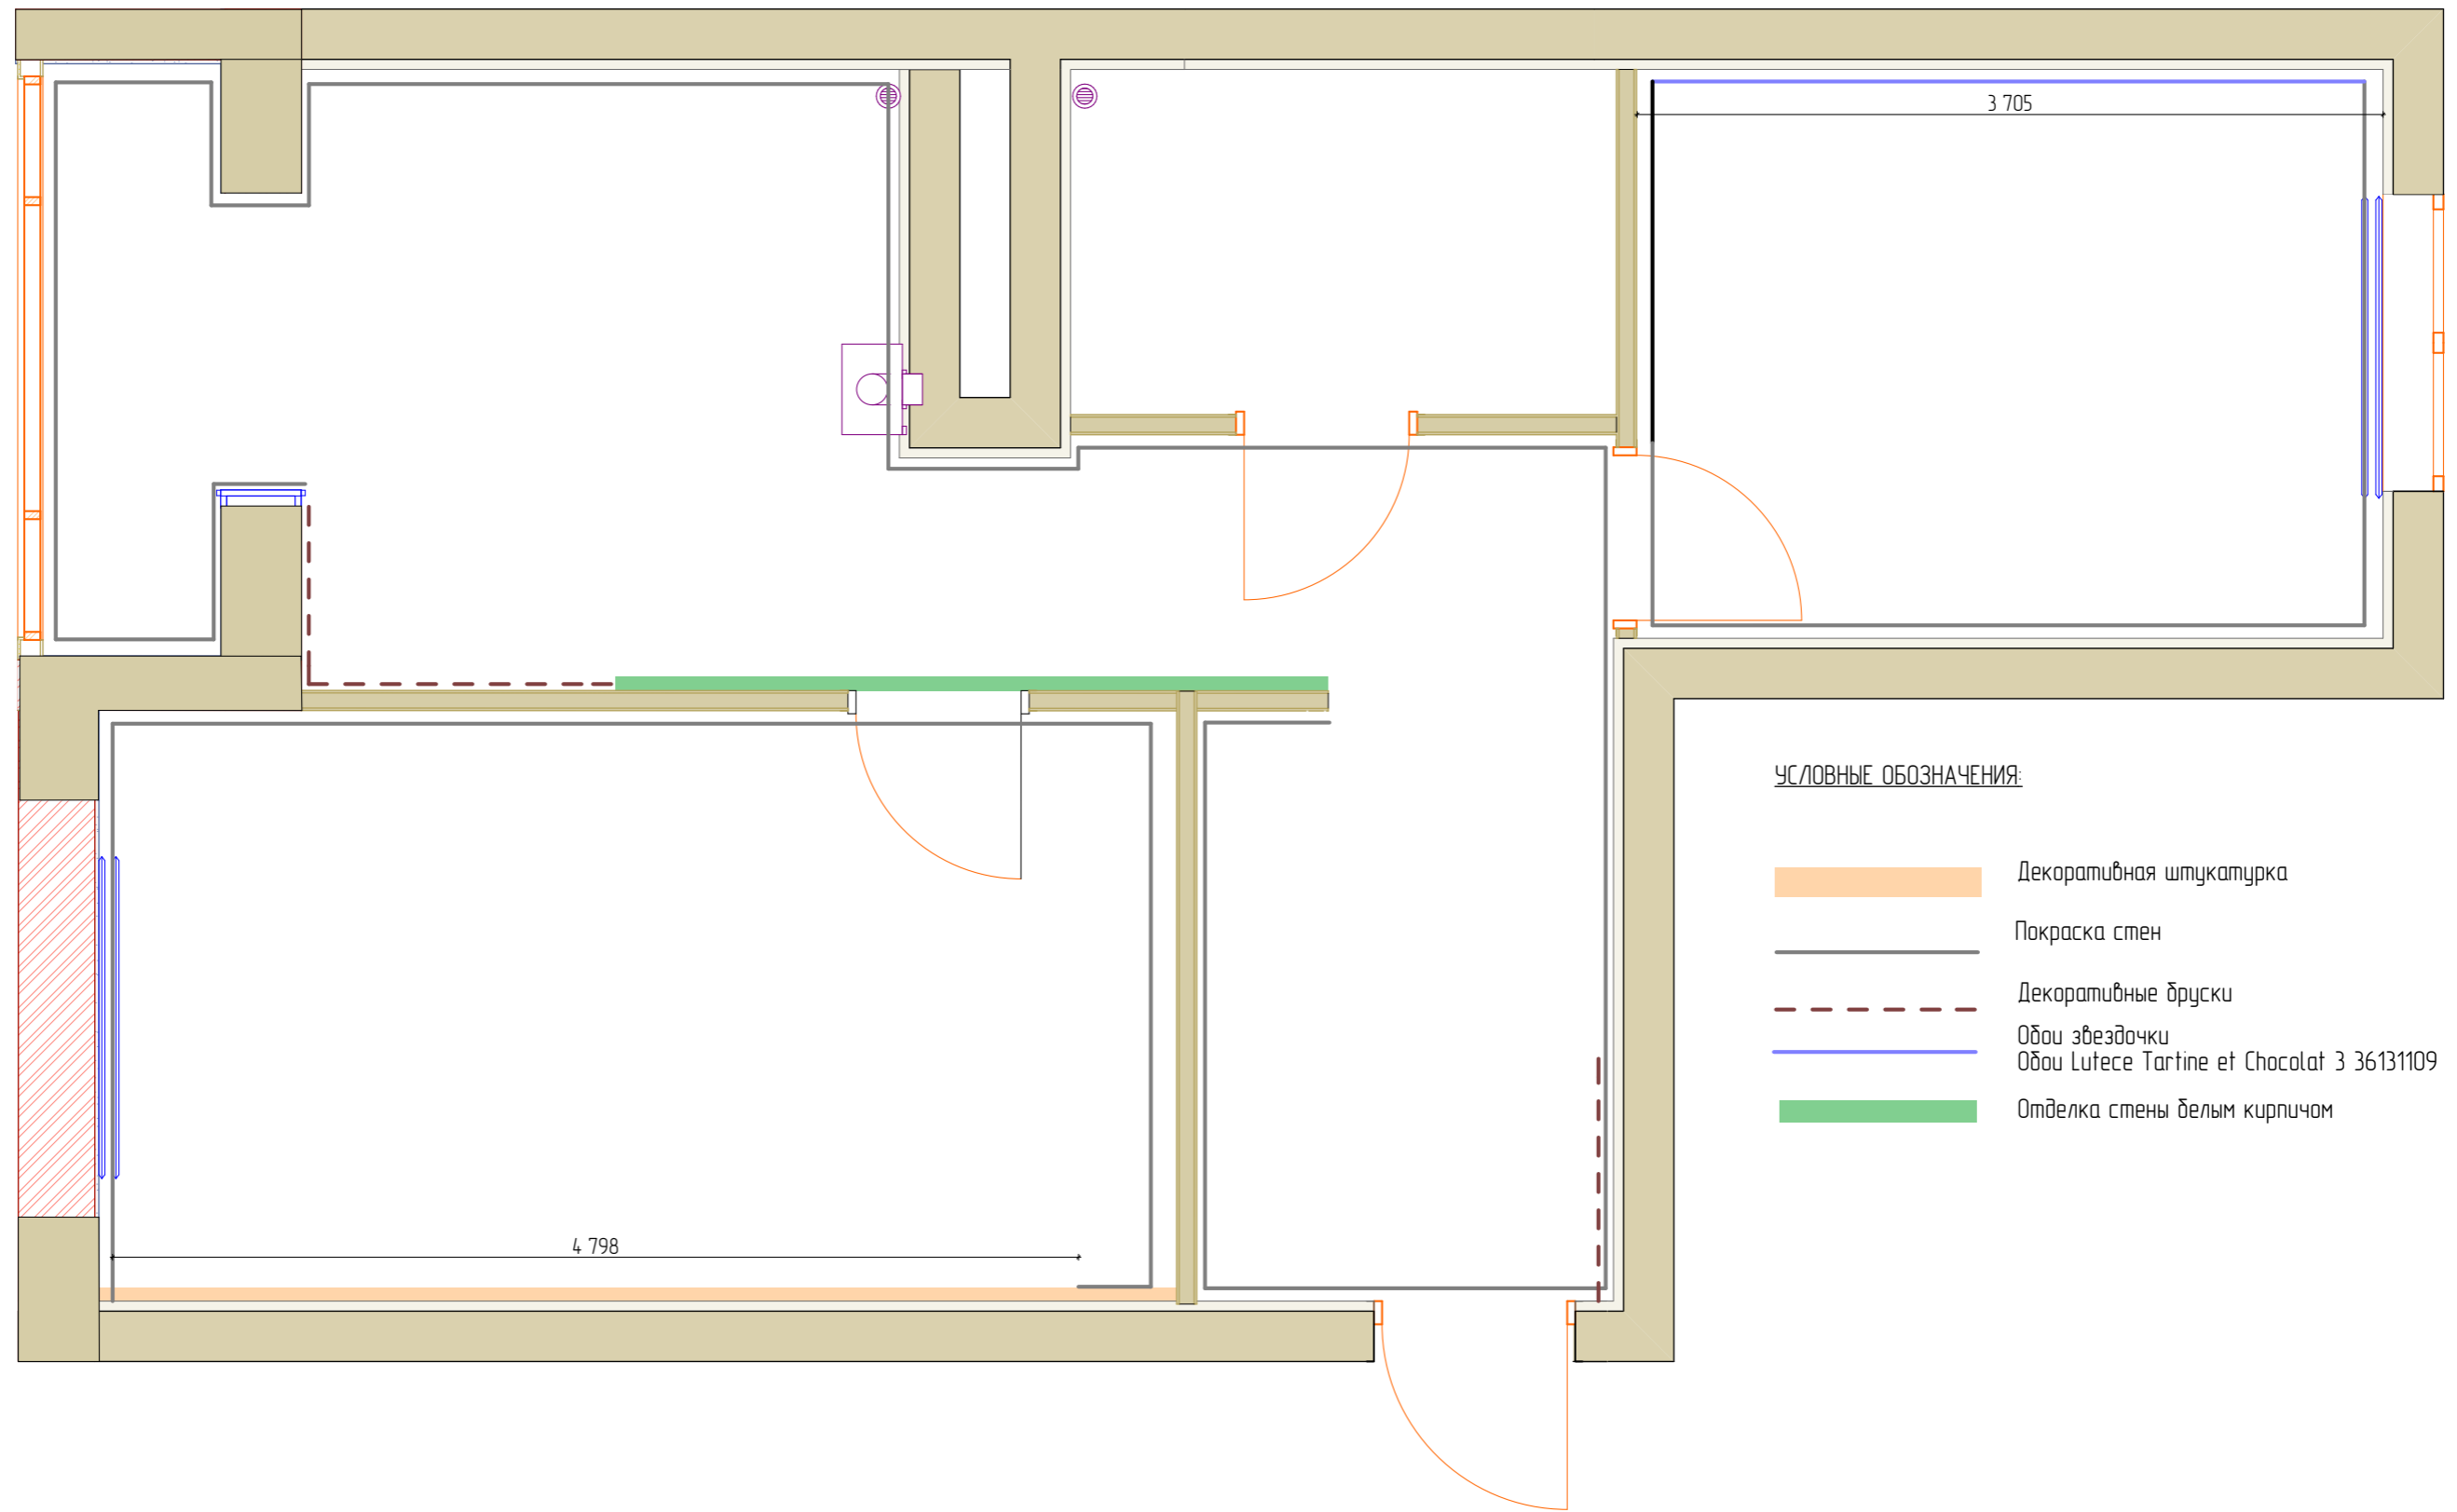 3 705
УСЛОВНЫЕ ОБОЗНАЧЕНИЯ:
Декоративная штукатурка
Покраска стен
Декоративные бруски
Обои звездочки
Обои Lutece Tartine et Chocolat 3 36131109
Отделка стены белым кирпичом
4 798